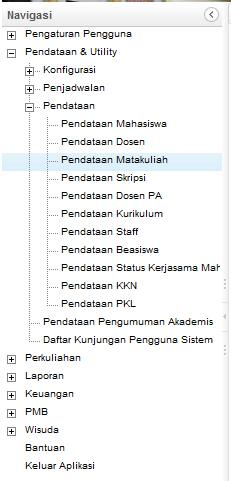 Navigasi
Pengaturan Pengguna
Pendataan & Utility
Konfigurasi
Penjadwalan
Pendataan
Pendataan Mahasiswa
Pendataan Dosen
Pendataan Matakuliah
Pendataan Skripsi
Pendataan Dosen PA
Pendataan Kurikulum
Pendataan Staff
Pendataan Beasiswa
Pendataan Status Kerjasama Mah
Pendataan KKN
Pendataan PKL
Pendataan Pengumuman Akademis
Daftar Kunjungan Pengguna Sistem
Perkuliahan
Laporan
Keuangan
PMB
Wisuda
Bantuan
Keluar Aplikasi